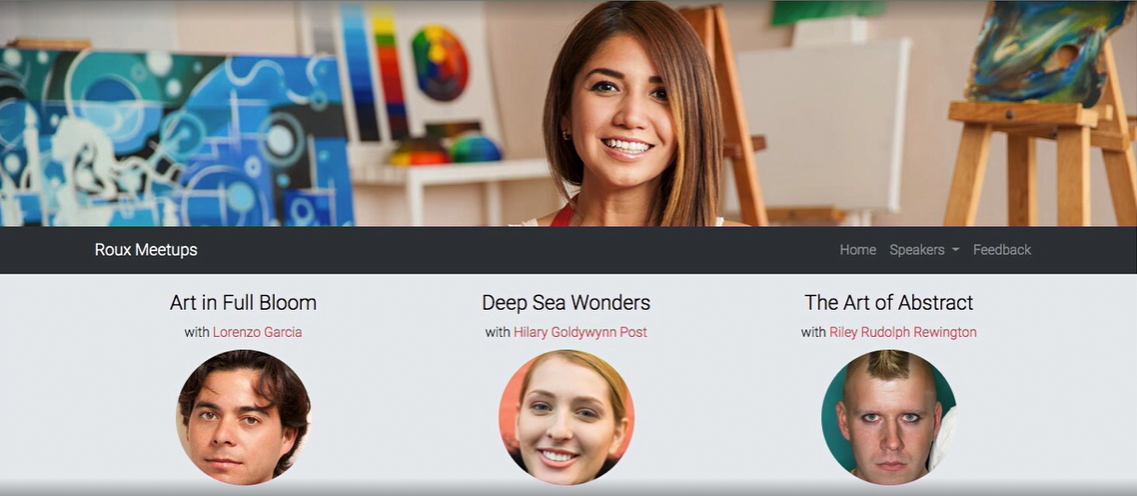 Roux Meetups
Home Speakers Feedback
Art in Full Bloom
with Lorenzo Garcia
Deep Sea Wonders
with Hilary Goldywynn Post
The Art of Abstract
with Riley Rudolph Rewington